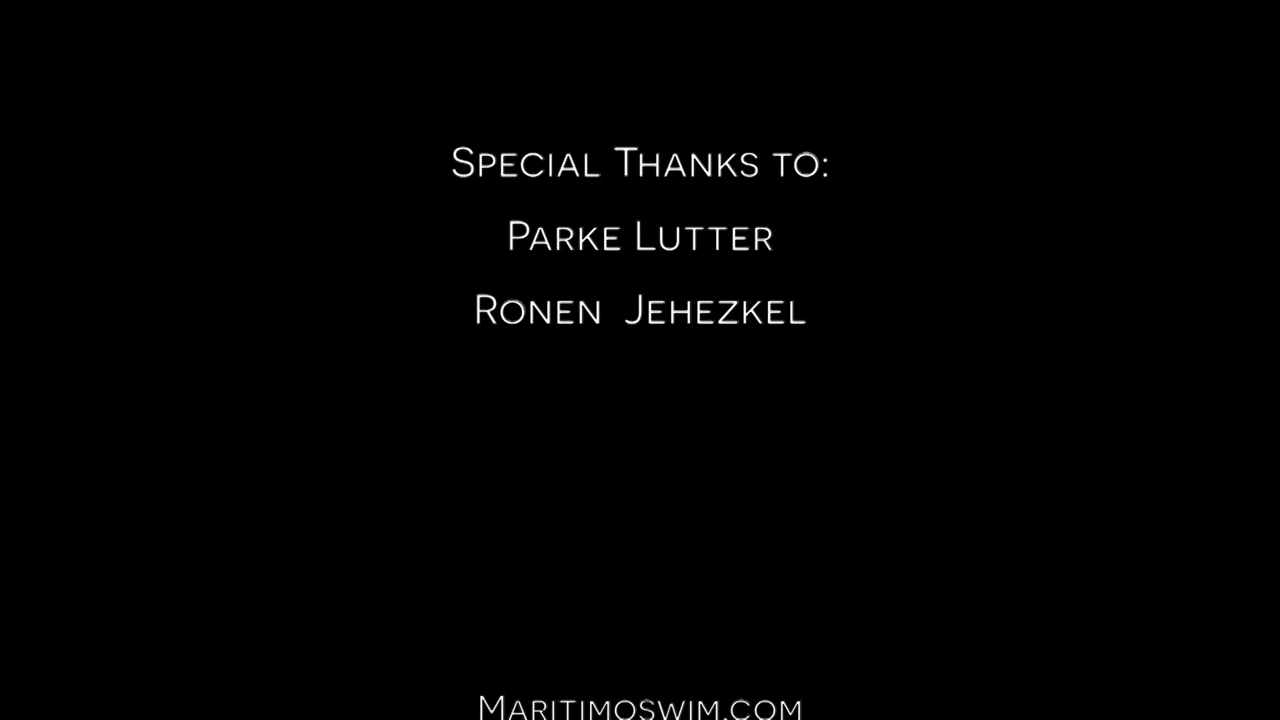 Special Thanks to:
Parke Lutter
Ronen Jehezkel
Maritimoswim.com